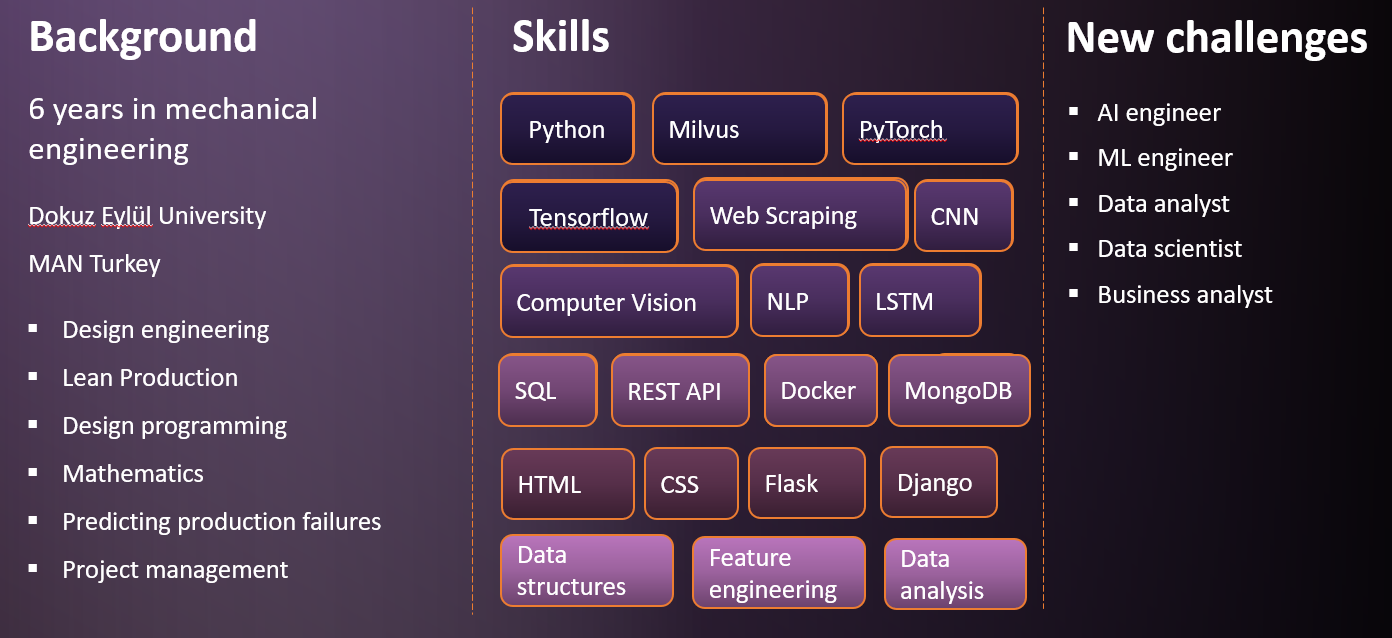 Background
6 years in mechanical
engineering
Dokuz Eylül University
MAN Turkey
▪ Design engineering
▪ Lean Production
▪ Design programming
▪ Mathematics
▪ Predicting production failures
▪ Project management
Skills
Python
Milvus
PyTorch
Tensorflow
Web Scraping
CNN
Computer Vision
NLP
LSTM
SQL
REST API
Docker
MongoDB
HTML
CSS
Flask
Django
Data
structures
Feature
engineering
Data
analysis
New challenges
▪ AI engineer
▪ ML engineer
▪ Data analyst
▪ Data scientist
▪ Business analyst